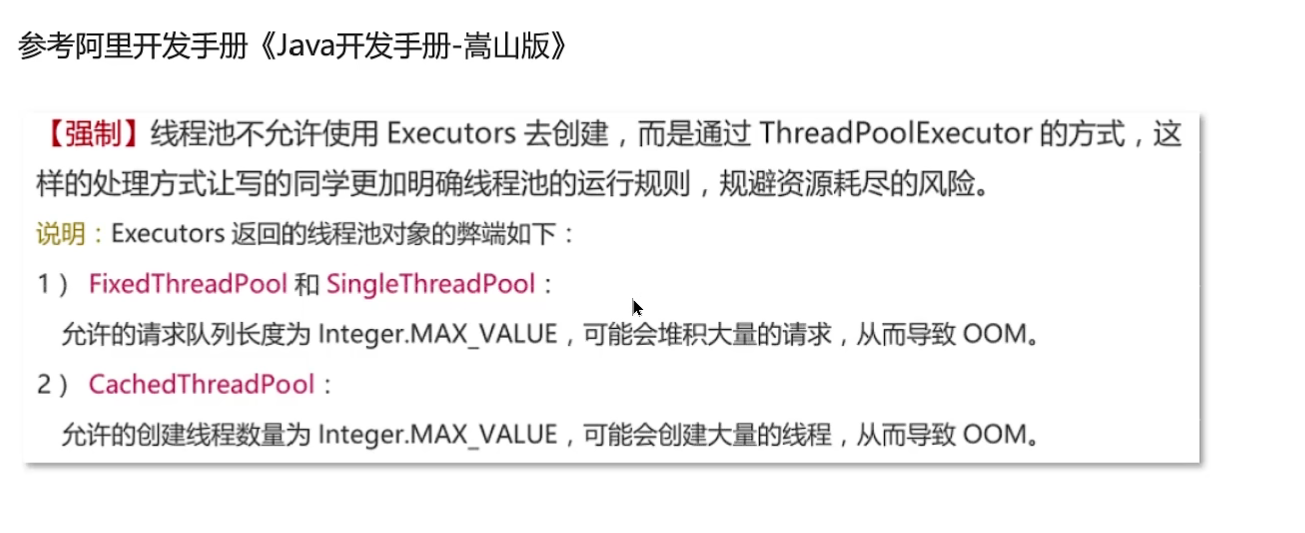 参考阿里开发手册《Java开发手册-嵩山版》
【强制】线程池不允许使用 Executors 去创建，而是通过 ThreadPoolExecutor 的方式，这
样的处理方式让写的同学更加明确线程池的运行规则，规避资源耗尽的风险。
说明：Executors 返回的线程池对象的弊端如下：
1） FixedThreadPool 和 SingleThreadPool：
允许的请求队列长度为 Integer.MAX_VALUE，可能会堆积大量的请求，从而导致 OOM。
2） CachedThreadPool：
允许的创建线程数量为 Integer.MAX_VALUE，可能会创建大量的线程，从而导致 OOM。